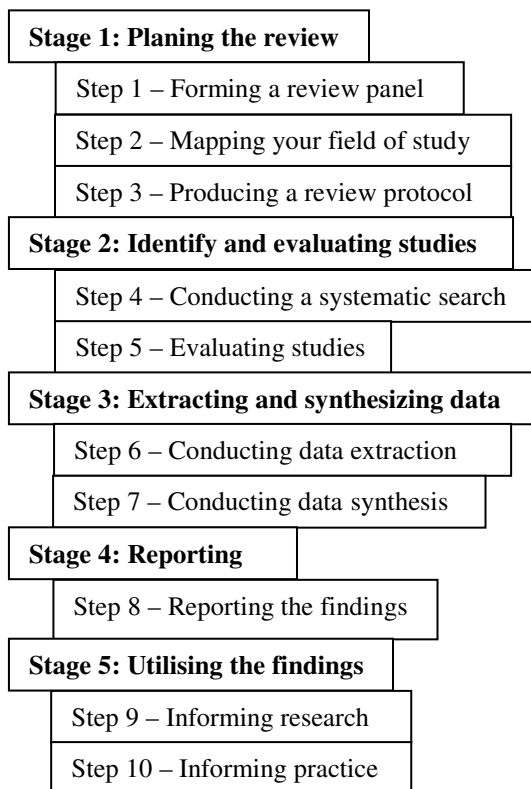 Stage 1: Planing the review
Step 1 – Forming a review panel
Step 2 – Mapping your field of study
Step 3 – Producing a review protocol
Stage 2: Identify and evaluating studies
Step 4 – Conducting a systematic search
Step 5 – Evaluating studies
Stage 3: Extracting and synthesizing data
Step 6 – Conducting data extraction
Step 7 – Conducting data synthesis
Stage 4: Reporting
Step 8 – Reporting the findings
Stage 5: Utilising the findings
Step 9 – Informing research
Step 10 – Informing practice